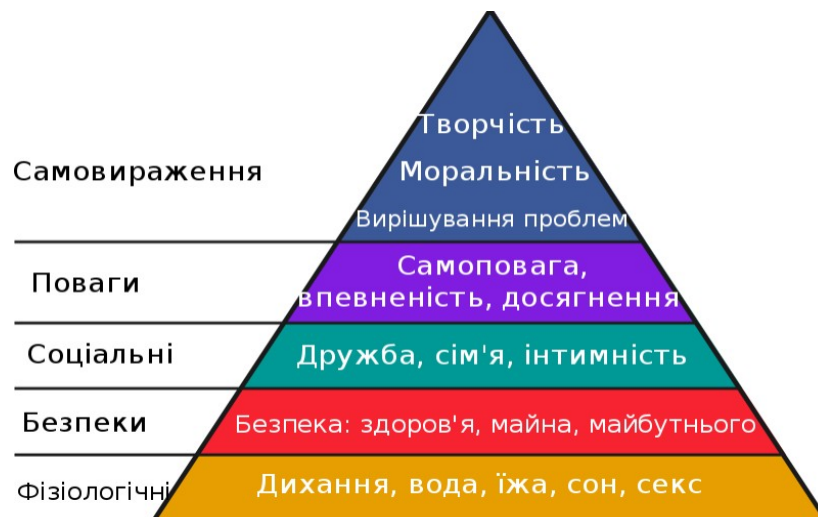 Творчість
Самовираження
Моральність
Вирішування проблем
Поваги
Самоповага,
впевненість, досягнення
Соціальні
Дружба, сім'я, інтимність
Безпеки
Безпека: здоров'я, майна, майбутнього
Фізіологічні
Дихання, вода, їжа, сон, секс